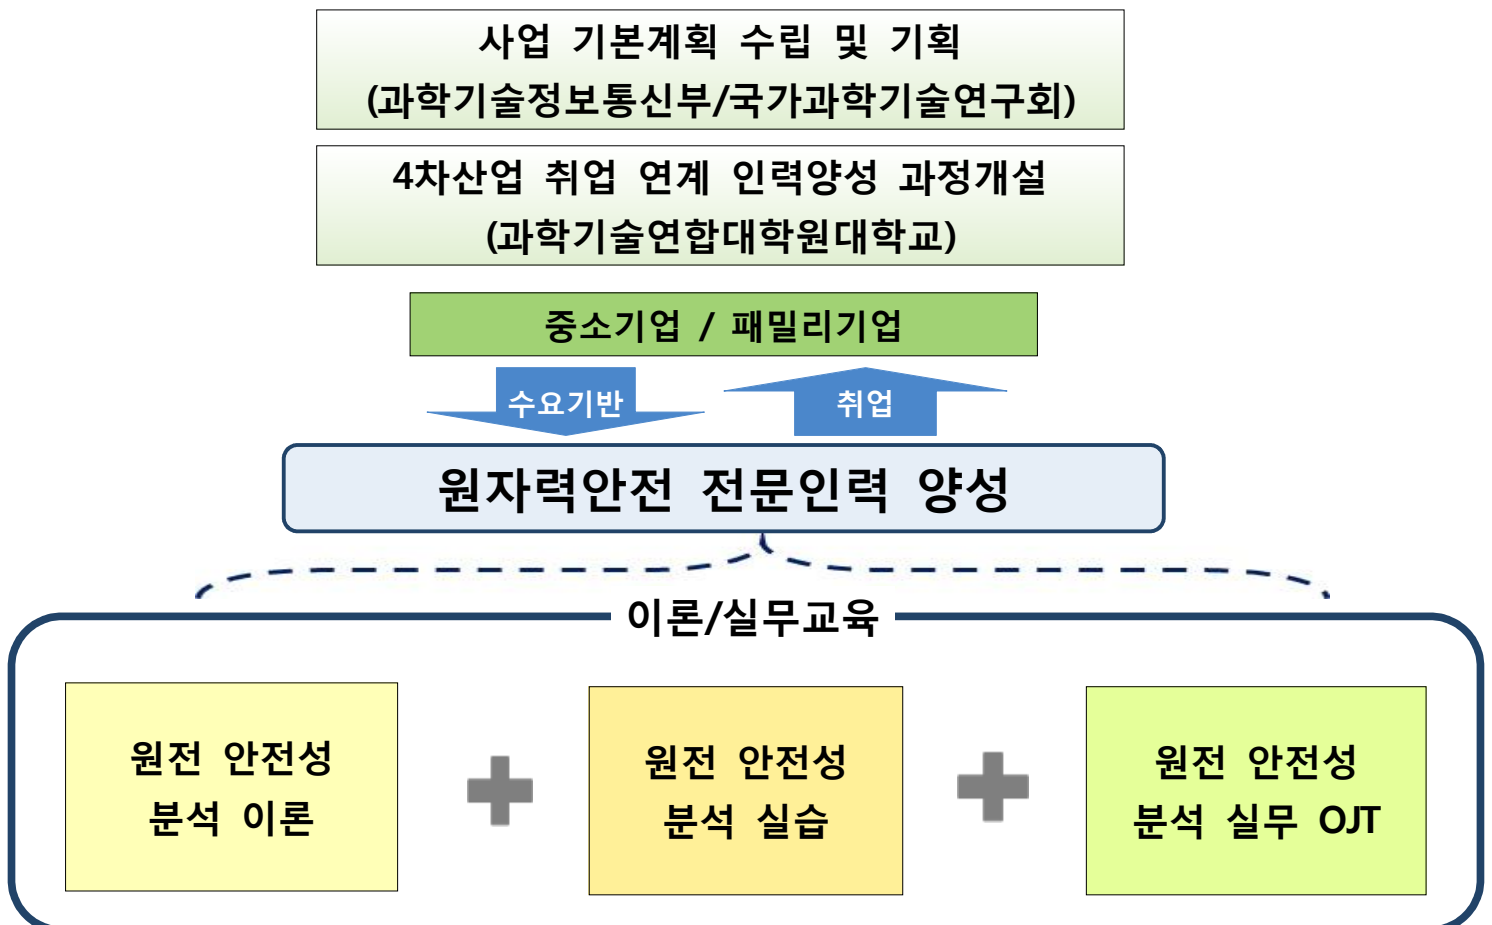 사업 기본계획 수립 및 기획
(과학기술정보통신부/국가과학기술연구회)
4차산업 취업 연계 인력양성 과정개설
(과학기술연합대학원대학교)
중소기업 / 패밀리기업
수요기반
취업
원자력안전 전문인력 양성
이론/실무교육
원전 안전성
분석 이론
원전 안전성
분석 실습
원전 안전성
분석 실무 OJT